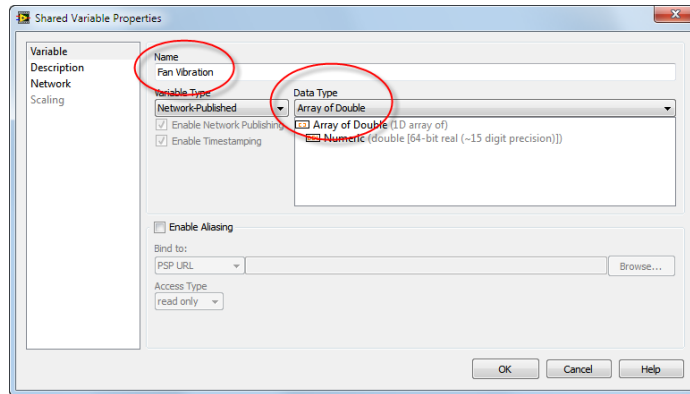 Shared Variable Properties
Variable
Description
Network
Scaling
Name
Fan Vibration
Variable Type
Data Type
Network-Published
Array of Double
Enable Network Publishing
Enable Timestamping
Array of Double (1D array of)
Numeric (double [64-bit real (~15 digit precision)])
Enable Aliasing
Bind to:
PSP URL
Browse...
Access Type
read only
OK
Cancel
Help